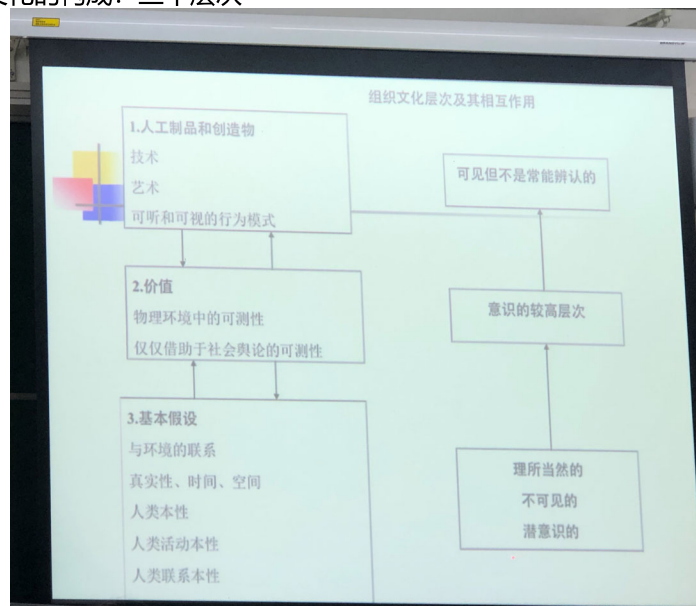 组织文化层次及其相互作用
1.人工制品和创造物
技术
艺术
可听和可视的行为模式
可见但不是常能辨认的
2.价值
物理环境中的可测性
仅仅借助于社会舆论的可测性
意识的较高层次
3.基本假设
与环境的联系
真实性、时间、空间
人类本性
人类活动本性
人类联系本性
理所当然的
不可见的
潜意识的